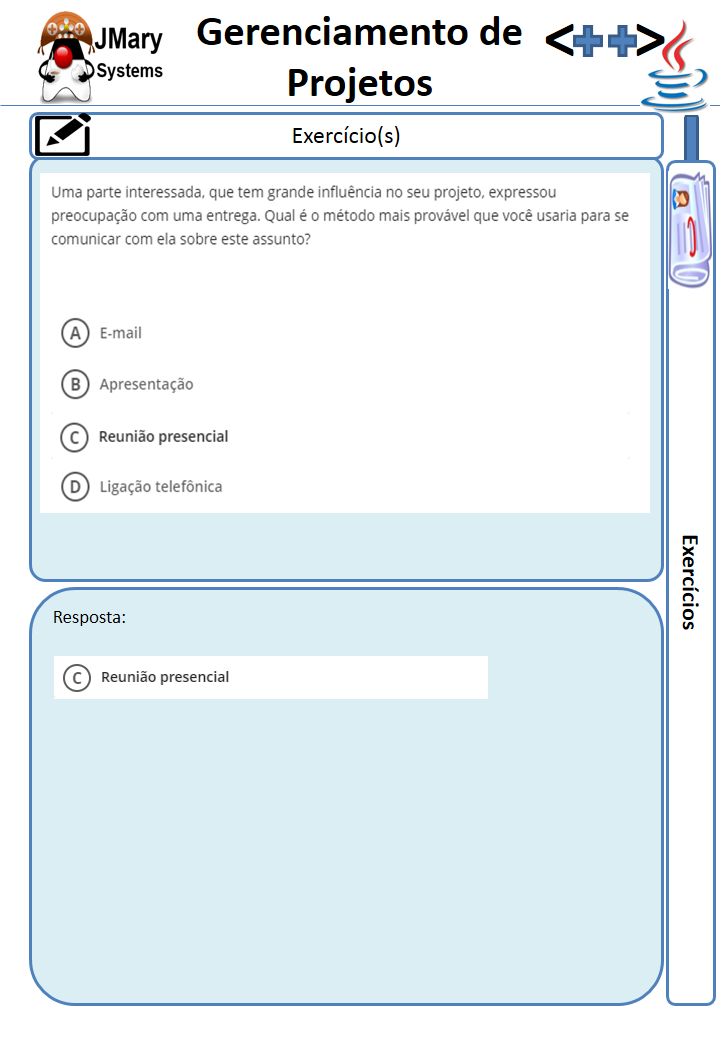 JMary
Systems
Gerenciamento de
Projetos
<++>
Exercício(s)
Uma parte interessada, que tem grande influência no seu projeto, expressou
preocupação com uma entrega. Qual é o método mais provável que você usaria para se
comunicar com ela sobre este assunto?
A E-mail
B Apresentação
C Reunião presencial
D Ligação telefônica
Exercícios
Resposta:
C Reunião presencial